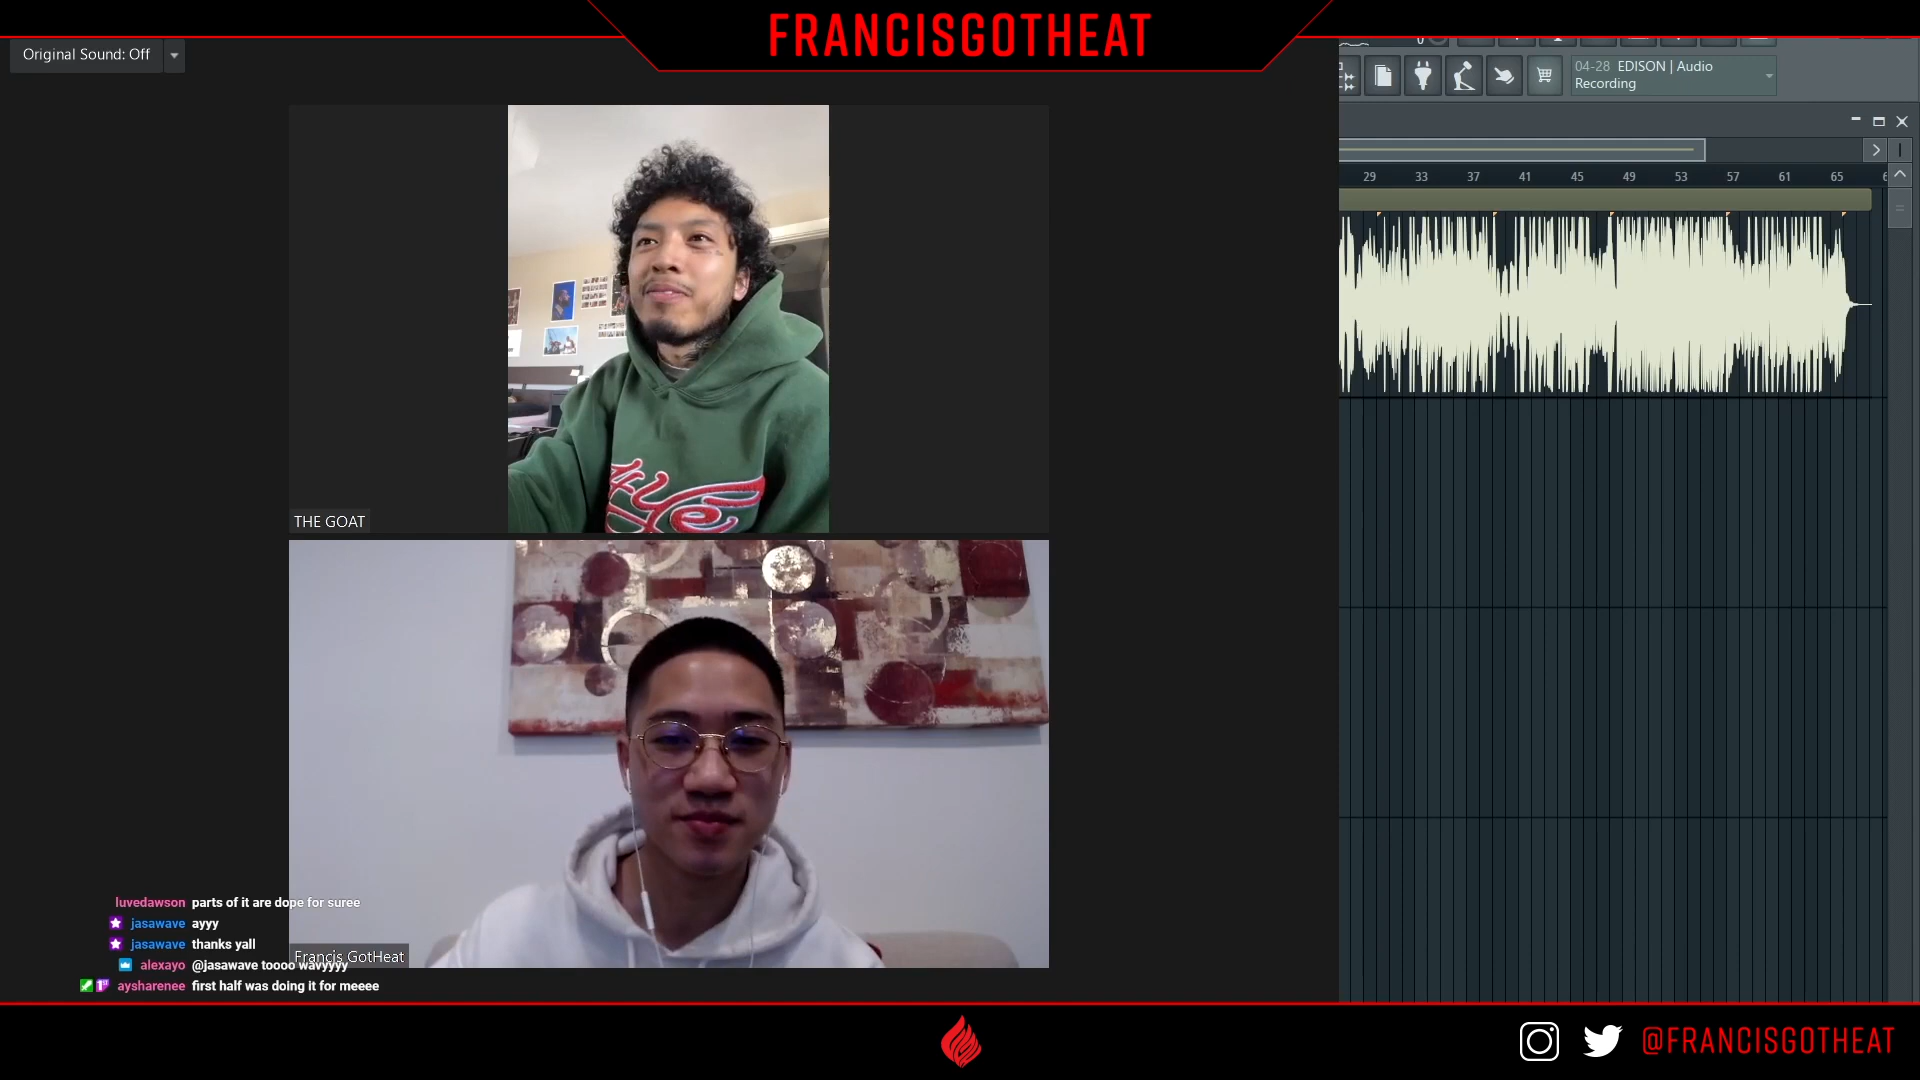 FRANCISGOTHEAT
Original Sound: Off
04-28 EDISON | Audio
Recording
29 33 37 41 45 49 53 57 61 65
THE GOAT
Francis GotHeat
luvedawson parts of it are dope for suree
jasawave ayyy
jasawave thanks yall
alexayo @jasawave toooo wavyyyy
aysharenee first half was doing it for meeee
@FRANCISGOTHEAT